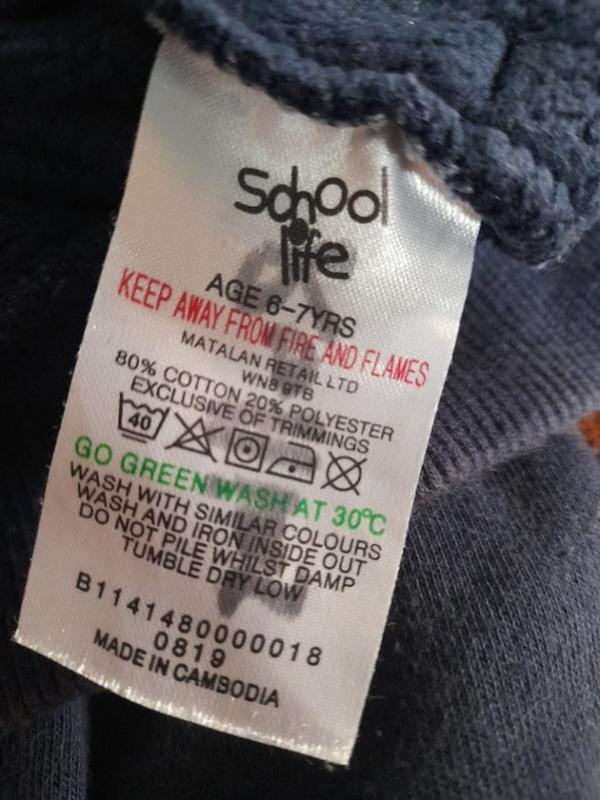 School
life
AGE 6-7YRS
KEEP AWAY FROM FIRE AND FLAMES
MATALAN RETAIL LTD
WN8 9TB
80% COTTON 20% POLYESTER
EXCLUSIVE OF TRIMMINGS
40
GO GREEN WASH AT 30°C
WASH WITH SIMILAR COLOURS
WASH AND IRON INSIDE OUT
DO NOT PILE WHILST DAMP
TUMBLE DRY LOW
B1141480000018
0819
MADE IN CAMBODIA